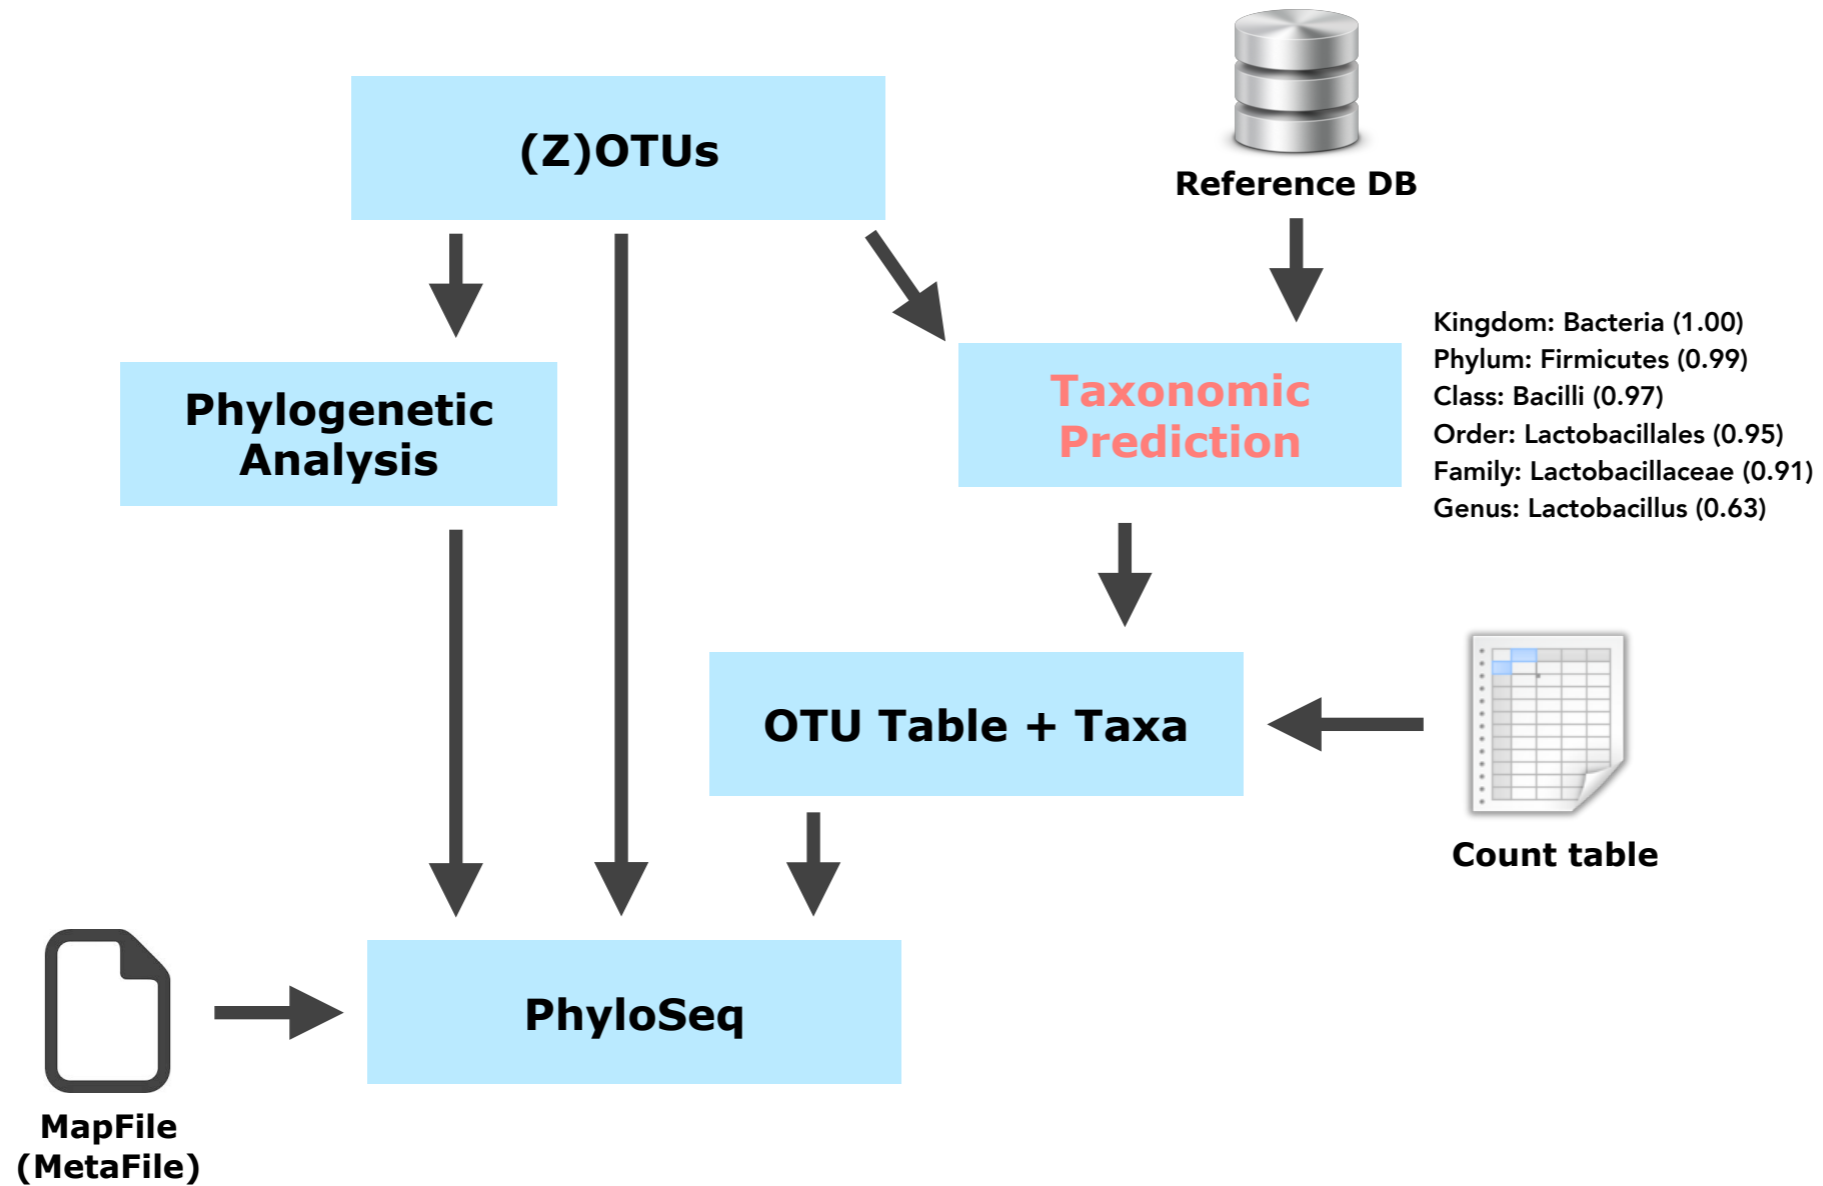 (Z)OTUs
Reference DB
Kingdom: Bacteria (1.00)
Phylum: Firmicutes (0.99)
Class: Bacilli (0.97)
Order: Lactobacillales (0.95)
Family: Lactobacillaceae (0.91)
Genus: Lactobacillus (0.63)
Taxonomic
Prediction
Phylogenetic
Analysis
OTU Table + Taxa
Count table
PhyloSeq
MapFile
(MetaFile)